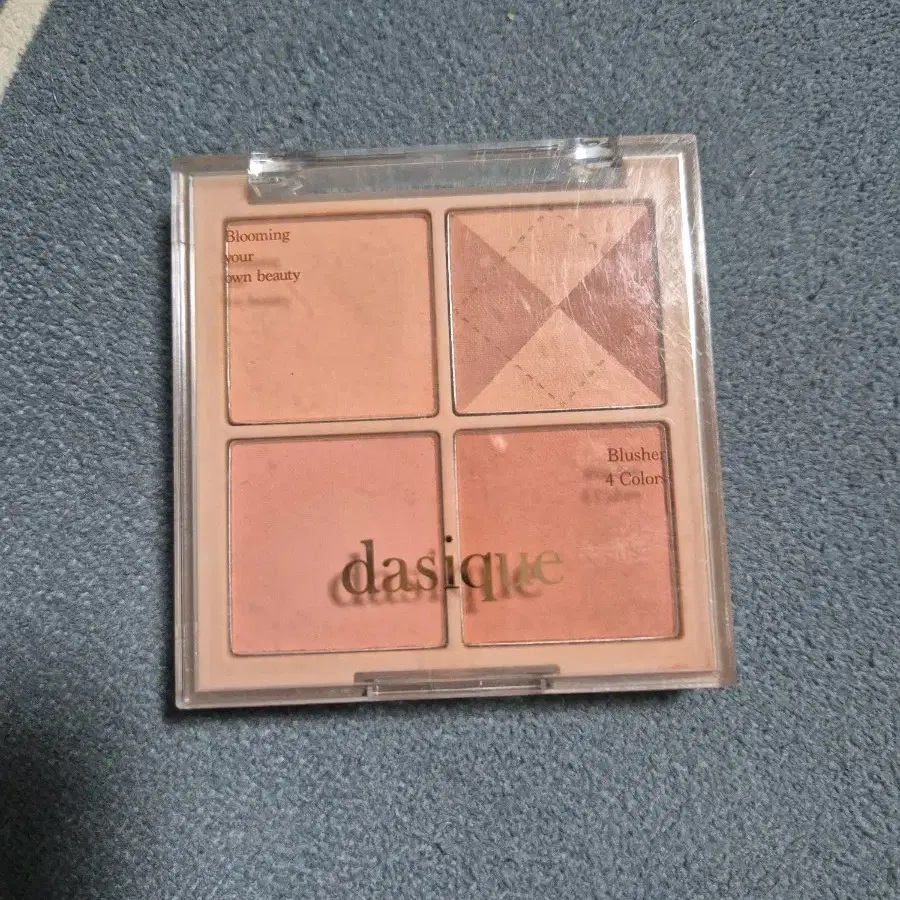 Blooming
your
own beauty
Blusher
4 Colors
dasique